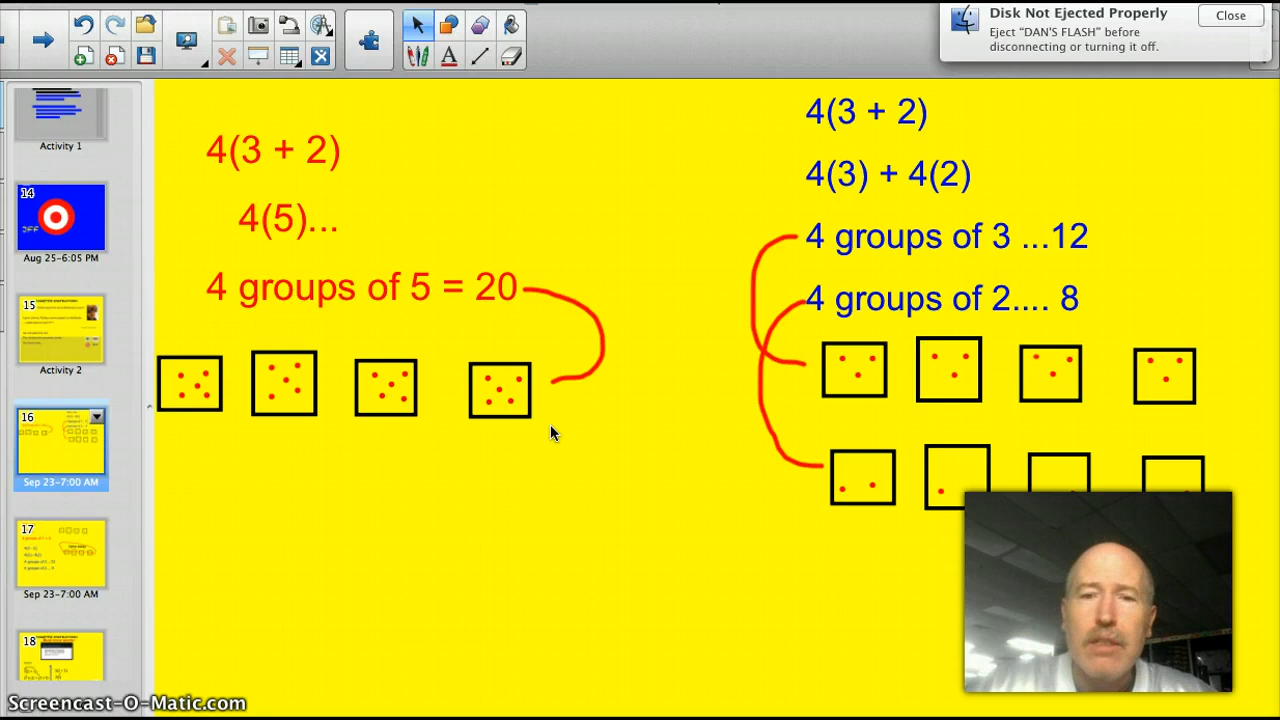 Disk Not Ejected Properly
Eject “DAN'S FLASH” before
disconnecting or turning it off.
Close
Activity 1
14
OFF
Aug 25-6:05 PM
15
Activity 2
16
Sep 23-7:00 AM
17
Sep 23-7:00 AM
18
4(3 + 2)
4(5)...
4 groups of 5 = 20
4(3 + 2)
4(3) + 4(2)
4 groups of 3 ...12
4 groups of 2.... 8
Screencast-O-Matic.com